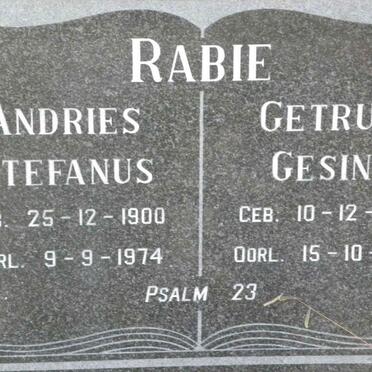 RABIE
ANDRIES
TEFANUS
25-12-1900
RL. 9-9-1974
GETRU
GESIN
GEB. 10-12-
OORL. 15-10-
PSALM 23